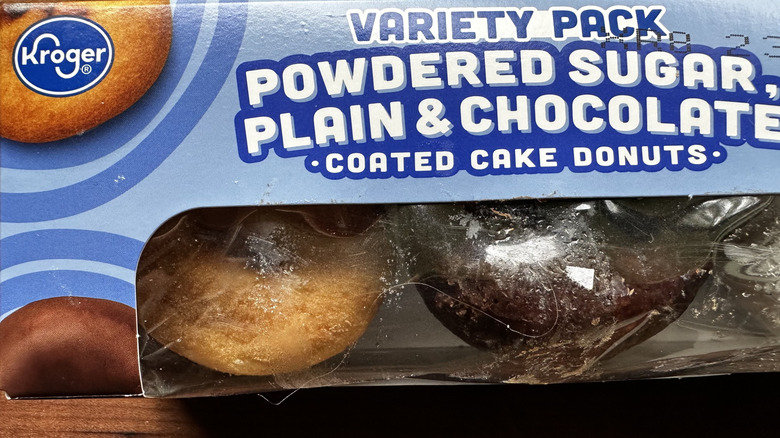 Kroger®
VARIETY PACK
POWDERED SUGAR,
PLAIN & CHOCOLATE
·COATED CAKE DONUTS·